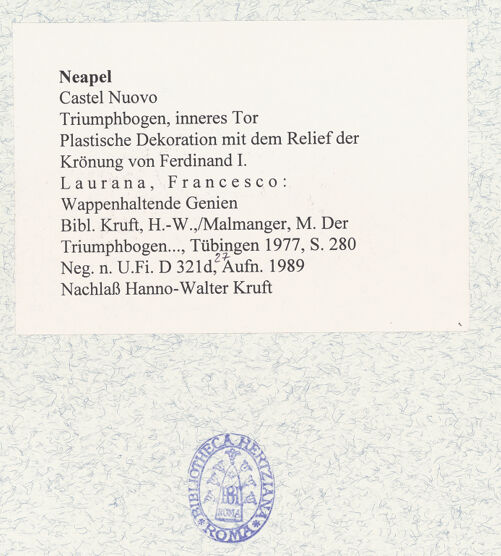 Neapel
Castel Nuovo
Triumphbogen, inneres Tor
Plastische Dekoration mit dem Relief der
Krönung von Ferdinand I.
Laurana, Francesco:
Wappenhaltende Genien
Bibl. Kruft, H.-W.,/Malmanger, M. Der
Triumphbogen..., Tübingen 1977, S. 280
Neg. n. U.Fi. D 321d,27 Aufn. 1989
Nachlaß Hanno-Walter Kruft
BIBLIOTHECA HERTZIANA
ROMA
ROMA